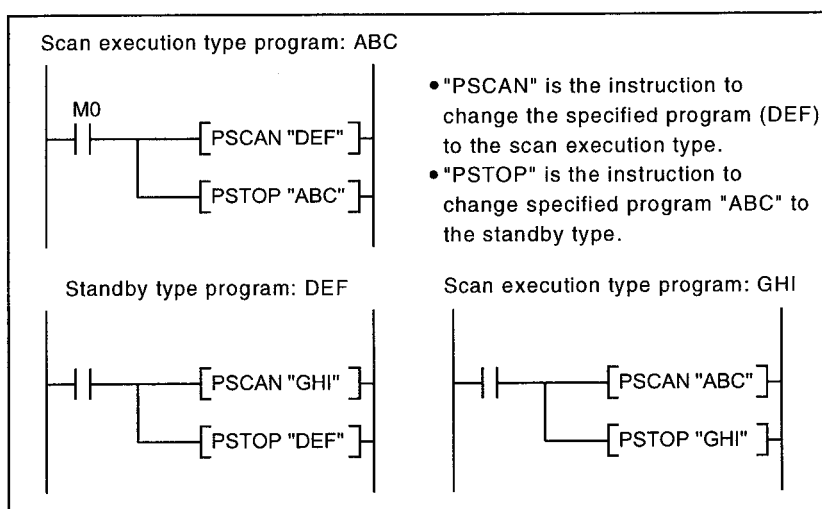 Scan execution type program: ABC
M0
PSCAN "DEF"
PSTOP "ABC"
•"PSCAN" is the instruction to
change the specified program (DEF)
to the scan execution type.
•"PSTOP" is the instruction to
change specified program "ABC" to
the standby type.
Standby type program: DEF
PSCAN "GHI"
PSTOP "DEF"
Scan execution type program: GHI
PSCAN "ABC"
PSTOP "GHI"